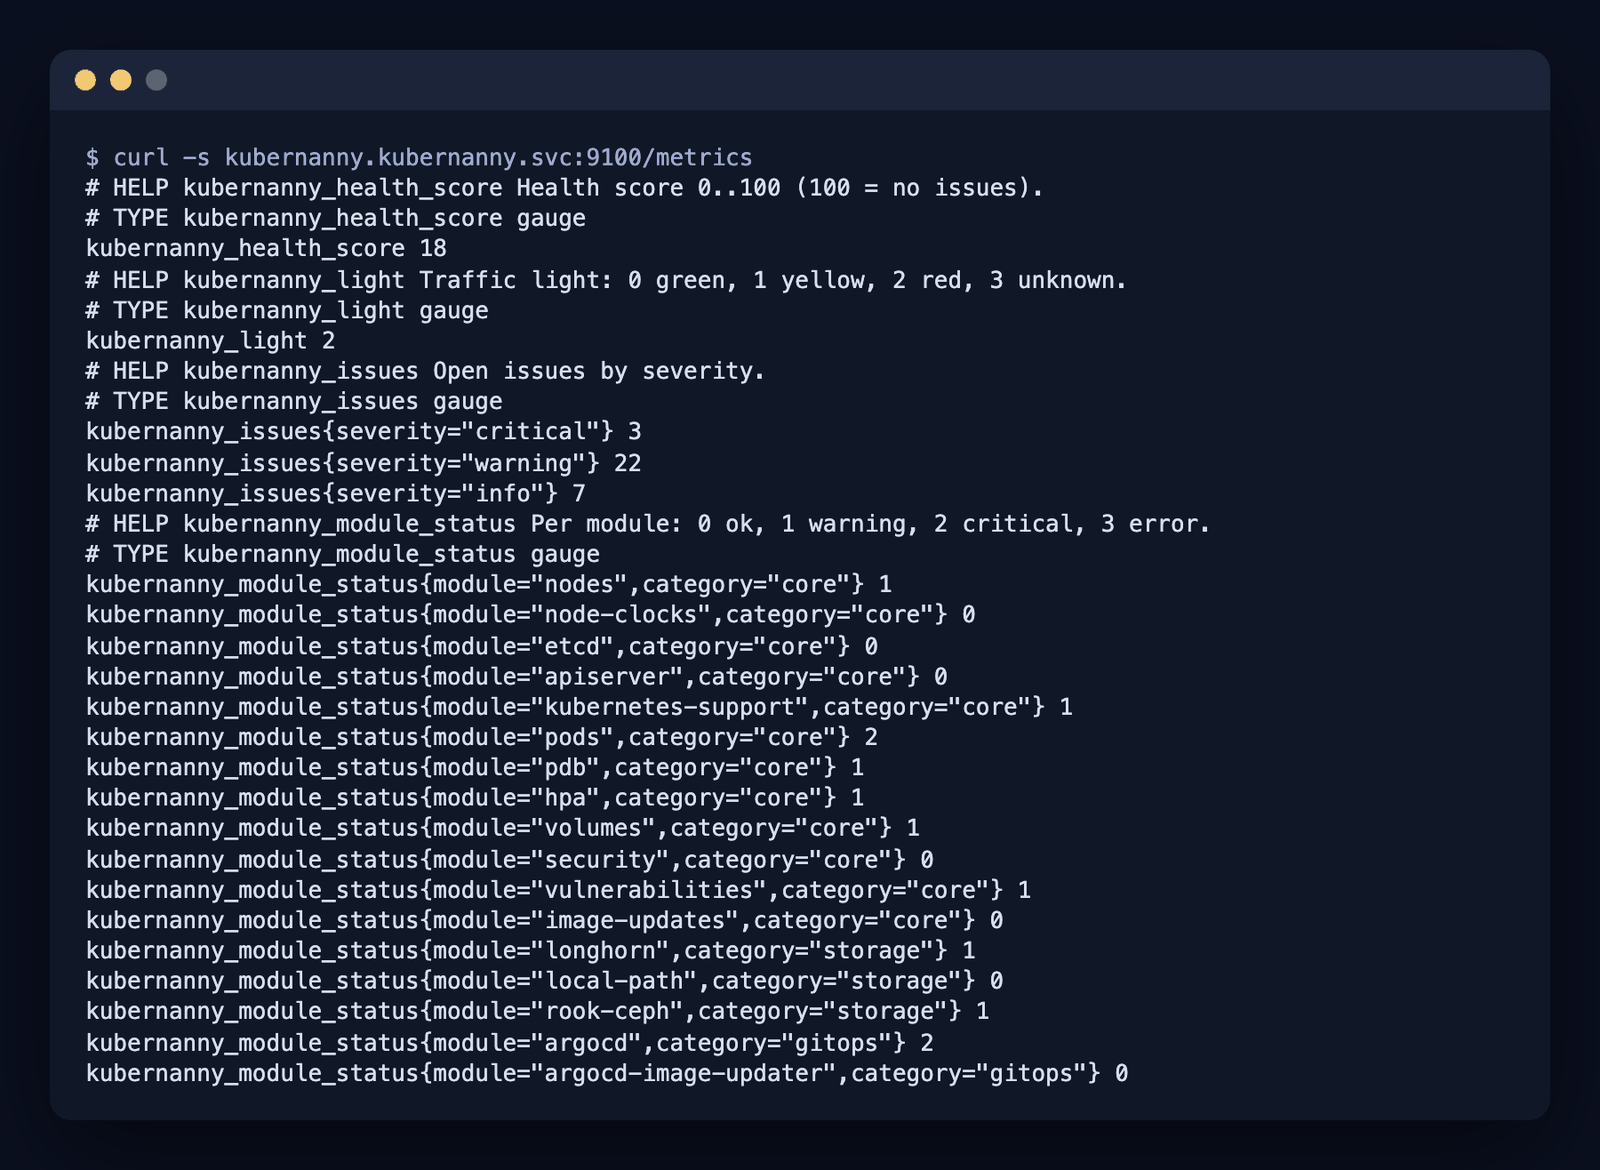 $ curl -s kubernanny.kubernanny.svc:9100/metrics
# HELP kubernanny_health_score Health score 0..100 (100 = no issues).
# TYPE kubernanny_health_score gauge
kubernanny_health_score 18
# HELP kubernanny_light Traffic light: 0 green, 1 yellow, 2 red, 3 unknown.
# TYPE kubernanny_light gauge
kubernanny_light 2
# HELP kubernanny_issues Open issues by severity.
# TYPE kubernanny_issues gauge
kubernanny_issues{severity="critical"} 3
kubernanny_issues{severity="warning"} 22
kubernanny_issues{severity="info"} 7
# HELP kubernanny_module_status Per module: 0 ok, 1 warning, 2 critical, 3 error.
# TYPE kubernanny_module_status gauge
kubernanny_module_status{module="nodes",category="core"} 1
kubernanny_module_status{module="node-clocks",category="core"} 0
kubernanny_module_status{module="etcd",category="core"} 0
kubernanny_module_status{module="apiserver",category="core"} 0
kubernanny_module_status{module="kubernetes-support",category="core"} 1
kubernanny_module_status{module="pods",category="core"} 2
kubernanny_module_status{module="pdb",category="core"} 1
kubernanny_module_status{module="hpa",category="core"} 1
kubernanny_module_status{module="volumes",category="core"} 1
kubernanny_module_status{module="security",category="core"} 0
kubernanny_module_status{module="vulnerabilities",category="core"} 1
kubernanny_module_status{module="image-updates",category="core"} 0
kubernanny_module_status{module="longhorn",category="storage"} 1
kubernanny_module_status{module="local-path",category="storage"} 0
kubernanny_module_status{module="rook-ceph",category="storage"} 1
kubernanny_module_status{module="argocd",category="gitops"} 2
kubernanny_module_status{module="argocd-image-updater",category="gitops"} 0